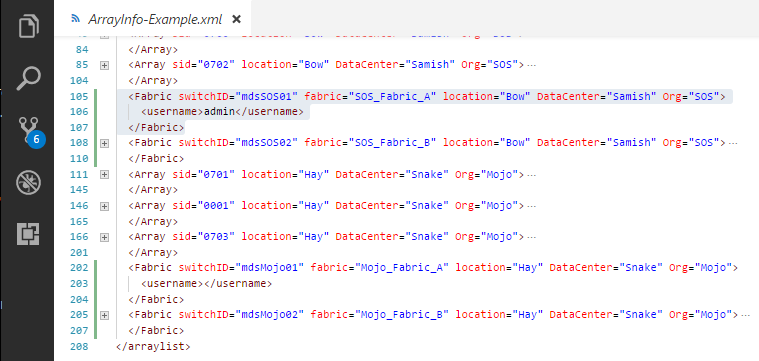 ArrayInfo-Example.xml ×
84 </Array>
85 <Array sid="0702" location="Bow" DataCenter="Samish" Org="SOS">···
104 </Array>
105 <Fabric switchID="mdsSOS01" fabric="SOS_Fabric_A" location="Bow" DataCenter="Samish" Org="SOS">
106 <username>admin</username>
107 </Fabric>
108 <Fabric switchID="mdsSOS02" fabric="SOS_Fabric_B" location="Bow" DataCenter="Samish" Org="SOS">···
110 </Fabric>
111 <Array sid="0701" location="Hay" DataCenter="Snake" Org="Mojo">···
145 </Array>
146 <Array sid="0001" location="Hay" DataCenter="Snake" Org="Mojo">···
165 </Array>
166 <Array sid="0703" location="Hay" DataCenter="Snake" Org="Mojo">···
201 </Array>
202 <Fabric switchID="mdsMojo01" fabric="Mojo_Fabric_A" location="Hay" DataCenter="Snake" Org="Mojo">
203 <username></username>
204 </Fabric>
205 <Fabric switchID="mdsMojo02" fabric="Mojo_Fabric_B" location="Hay" DataCenter="Snake" Org="Mojo">···
207 </Fabric>
208 </arraylist>
6